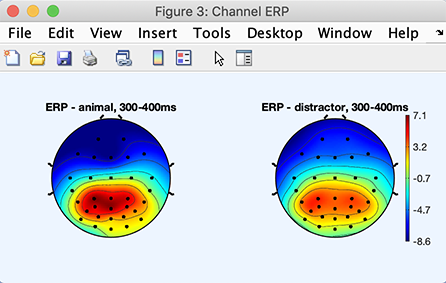 Figure 3: Channel ERP
File Edit View Insert Tools Desktop Window Help
ERP - animal, 300-400ms
ERP - distractor, 300-400ms
7.1
3.2
-0.7
-4.7
-8.6